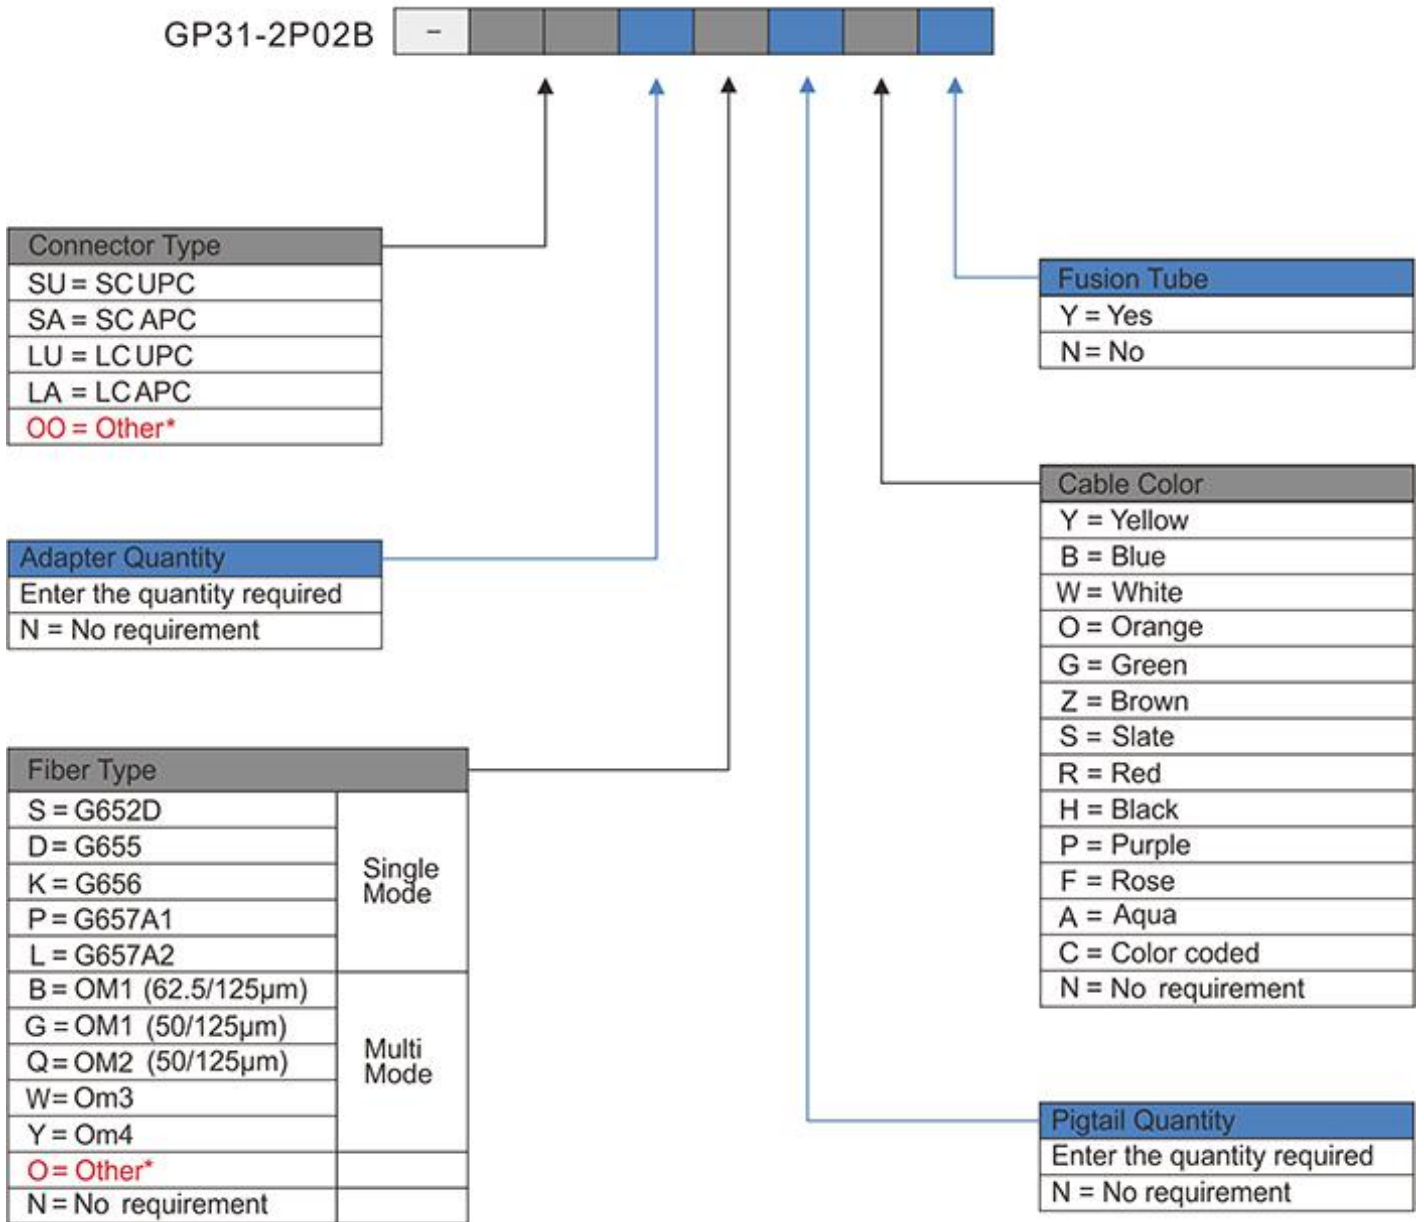 GP31-2P02B -
Connector Type
SU = SC UPC
SA = SC APC
LU = LC UPC
LA = LC APC
OO = Other*
Adapter Quantity
Enter the quantity required
N = No requirement
Fiber Type
S = G652D
D = G655
K = G656
P = G657A1
L = G657A2
Single
Mode
B = OM1 (62.5/125µm)
G = OM1 (50/125µm)
Q = OM2 (50/125µm)
W = Om3
Y = Om4
Multi
Mode
O = Other*
N = No requirement
Fusion Tube
Y = Yes
N = No
Cable Color
Y = Yellow
B = Blue
W = White
O = Orange
G = Green
Z = Brown
S = Slate
R = Red
H = Black
P = Purple
F = Rose
A = Aqua
C = Color coded
N = No requirement
Pigtail Quantity
Enter the quantity required
N = No requirement